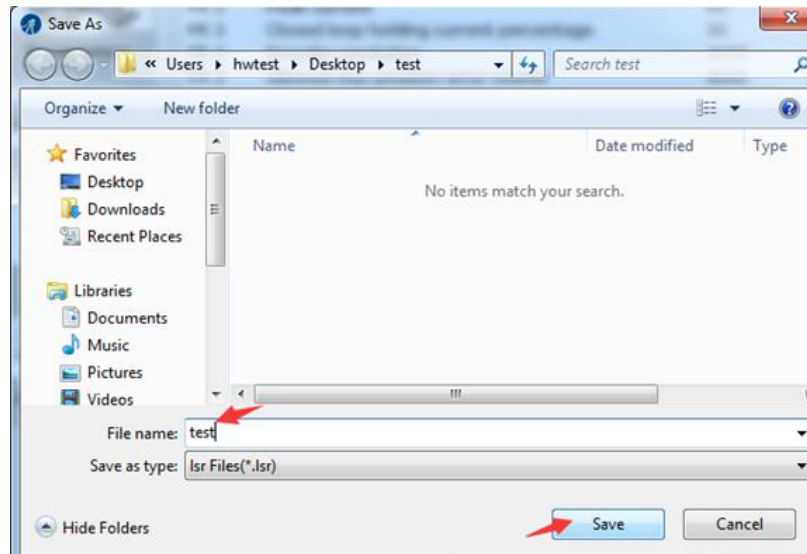 Save As
« Users ▸ hwtest ▸ Desktop ▸ test
Search test
Organize
New folder
Name
Date modified
Type
No items match your search.
Favorites
Desktop
Downloads
Recent Places
Libraries
Documents
Music
Pictures
Videos
File name: test
Save as type: lsr Files(*.lsr)
Hide Folders
Save
Cancel